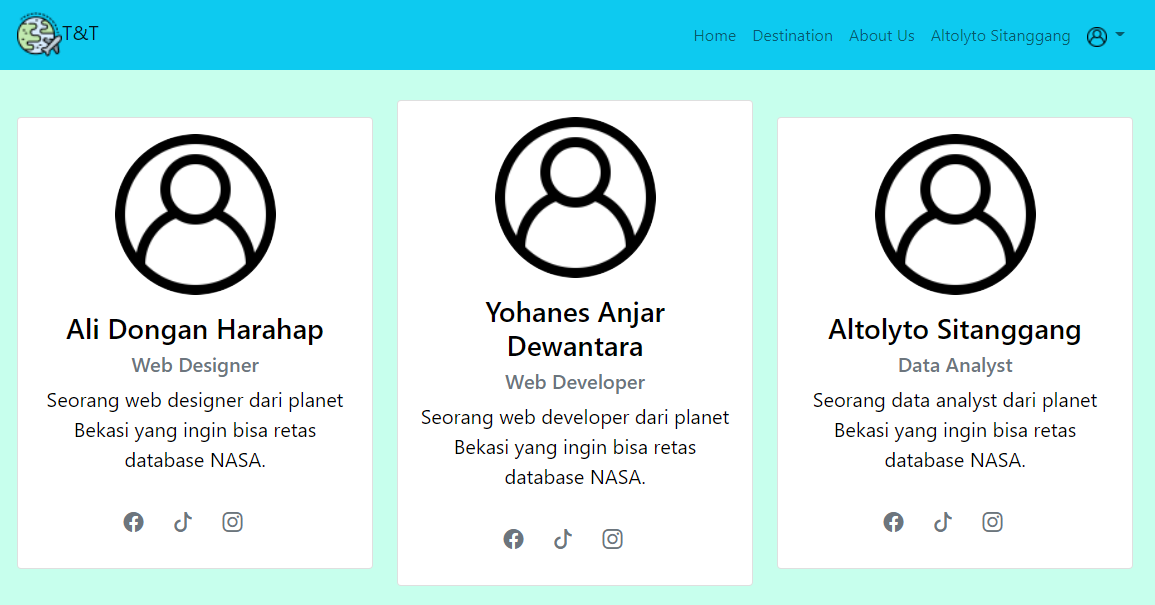 T&T
Home
Destination
About Us
Altolyto Sitanggang
Ali Dongan Harahap
Web Designer
Seorang web designer dari planet
Bekasi yang ingin bisa retas
database NASA.
Yohanes Anjar
Dewantara
Web Developer
Seorang web developer dari planet
Bekasi yang ingin bisa retas
database NASA.
Altolyto Sitanggang
Data Analyst
Seorang data analyst dari planet
Bekasi yang ingin bisa retas
database NASA.